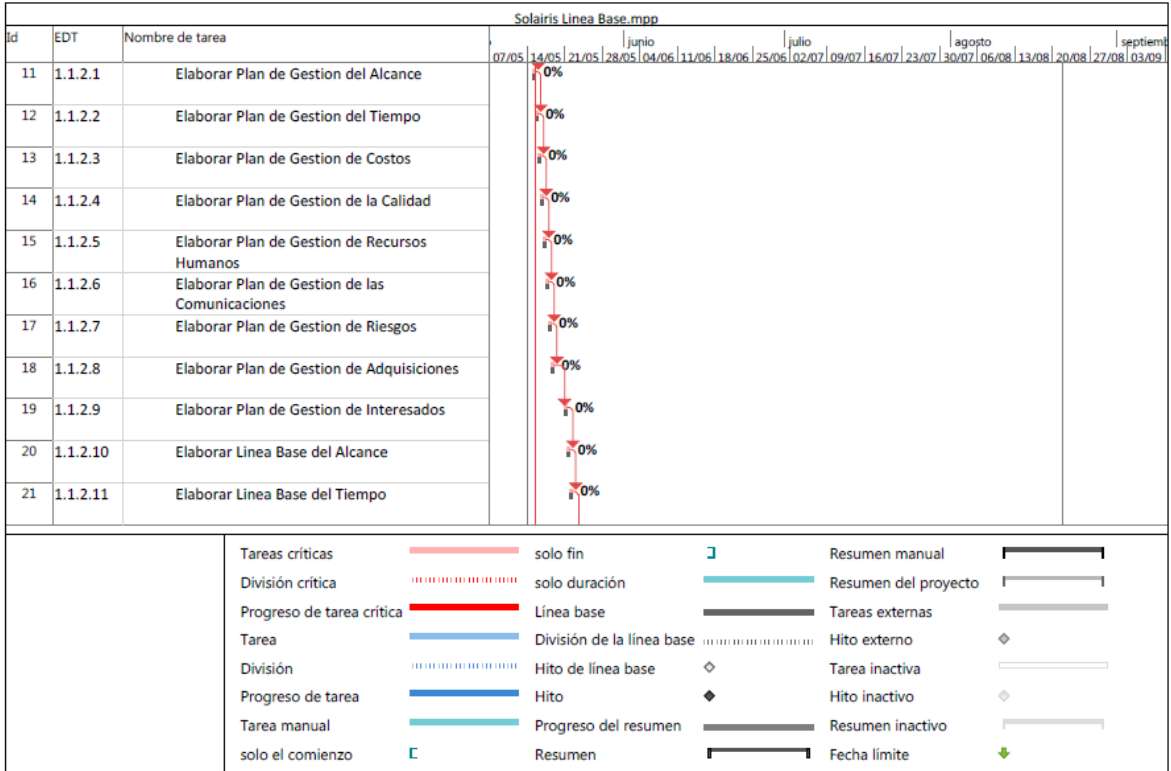 Solairis Linea Base.mpp
Id EDT Nombre de tarea
junio julio agosto septiemb
07/05 14/05 21/05 28/05 04/06 11/06 18/06 25/06 02/07 09/07 16/07 23/07 30/07 06/08 13/08 20/08 27/08 03/09
11 1.1.2.1 Elaborar Plan de Gestion del Alcance 0%
12 1.1.2.2 Elaborar Plan de Gestion del Tiempo 0%
13 1.1.2.3 Elaborar Plan de Gestion de Costos 0%
14 1.1.2.4 Elaborar Plan de Gestion de la Calidad 0%
15 1.1.2.5 Elaborar Plan de Gestion de Recursos 0%
Humanos
16 1.1.2.6 Elaborar Plan de Gestion de las 0%
Comunicaciones
17 1.1.2.7 Elaborar Plan de Gestion de Riesgos 0%
18 1.1.2.8 Elaborar Plan de Gestion de Adquisiciones 0%
19 1.1.2.9 Elaborar Plan de Gestion de Interesados 0%
20 1.1.2.10 Elaborar Linea Base del Alcance 0%
21 1.1.2.11 Elaborar Linea Base del Tiempo 0%
Tareas críticas solo fin Resumen manual
División crítica solo duración Resumen del proyecto
Progreso de tarea crítica Línea base Tareas externas
Tarea División de la línea base Hito externo
División Hito de línea base Tarea inactiva
Progreso de tarea Hito Hito inactivo
Tarea manual Progreso del resumen Resumen inactivo
solo el comienzo Resumen Fecha límite